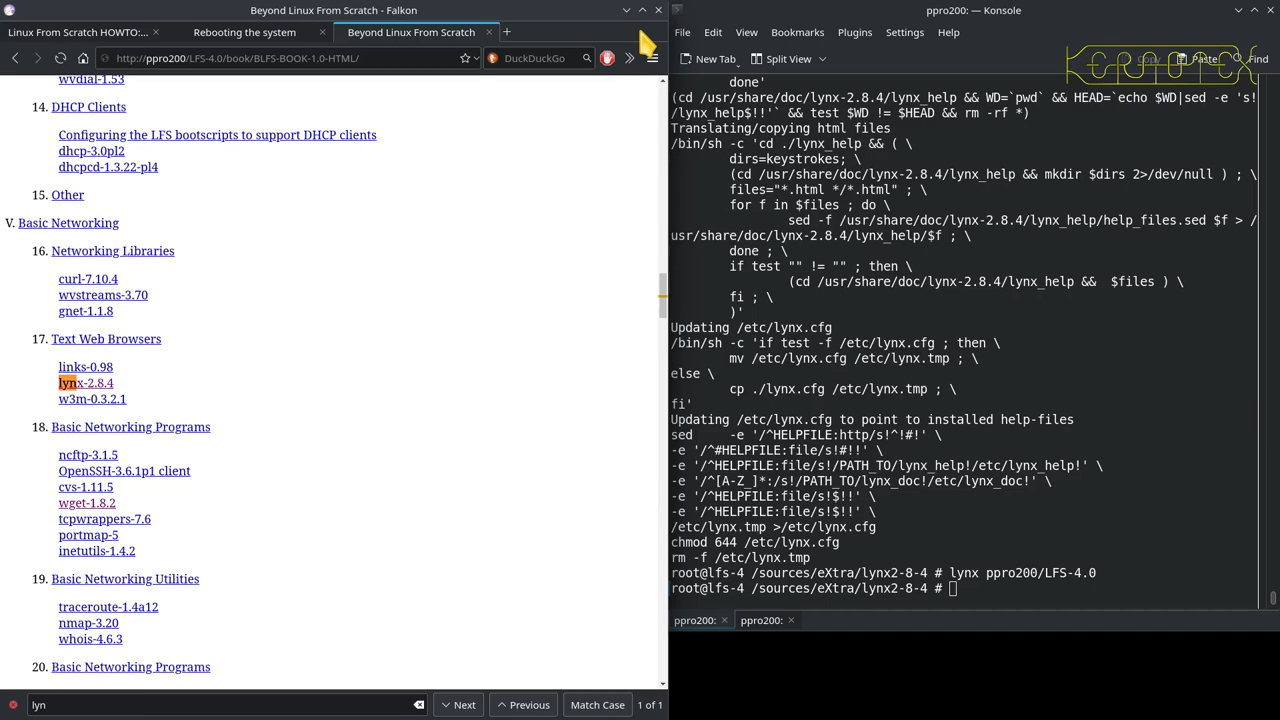 Beyond Linux From Scratch - Falkon
Linux From Scratch HOWTO:...
Rebooting the system
Beyond Linux From Scratch
http://ppro200/LFS-4.0/book/BLFS-BOOK-1.0-HTML/
DuckDuckGo
wvdial-1.53
14. DHCP Clients
Configuring the LFS bootscripts to support DHCP clients
dhcp-3.0pl2
dhcpcd-1.3.22-pl4
15. Other
V. Basic Networking
16. Networking Libraries
curl-7.10.4
wvstreams-3.70
gnet-1.1.8
17. Text Web Browsers
links-0.98
lynx-2.8.4
w3m-0.3.2.1
18. Basic Networking Programs
ncftp-3.1.5
OpenSSH-3.6.1p1 client
cvs-1.11.5
wget-1.8.2
tcpwrappers-7.6
portmap-5
inetutils-1.4.2
19. Basic Networking Utilities
traceroute-1.4a12
nmap-3.20
whois-4.6.3
20. Basic Networking Programs
lyn
Next
Previous
Match Case
1 of 1
ppro200: — Konsole
File Edit View Bookmarks Plugins Settings Help
New Tab Split View Copy Paste Find
done'
(cd /usr/share/doc/lynx-2.8.4/lynx_help && WD=`pwd` && HEAD=`echo $WD|sed -e 's!
/lynx_help$!!'` && test $WD != $HEAD && rm -rf *)
Translating/copying html files
/bin/sh -c 'cd ./lynx_help && ( \
dirs=keystrokes; \
(cd /usr/share/doc/lynx-2.8.4/lynx_help && mkdir $dirs 2>/dev/null ) ; \
files="*.html */*.html" ; \
for f in $files ; do \
sed -f /usr/share/doc/lynx-2.8.4/lynx_help/help_files.sed $f > /
usr/share/doc/lynx-2.8.4/lynx_help/$f ; \
done ; \
if test "" != "" ; then \
(cd /usr/share/doc/lynx-2.8.4/lynx_help &&  $files ) \
fi ; \
)'
Updating /etc/lynx.cfg
/bin/sh -c 'if test -f /etc/lynx.cfg ; then \
mv /etc/lynx.cfg /etc/lynx.tmp ; \
else \
cp ./lynx.cfg /etc/lynx.tmp ; \
fi'
Updating /etc/lynx.cfg to point to installed help-files
sed   -e '/^HELPFILE:http/s!^!#!' \
-e '/^#HELPFILE:file/s!#!!' \
-e '/^HELPFILE:file/s!/PATH_TO/lynx_help!/etc/lynx_help!' \
-e '/^[A-Z_]*:/s!/PATH_TO/lynx_doc!/etc/lynx_doc!' \
-e '/^HELPFILE:file/s!$!!' \
-e '/^HELPFILE:file/s!$!!' \
/etc/lynx.tmp >/etc/lynx.cfg
chmod 644 /etc/lynx.cfg
rm -f /etc/lynx.tmp
root@lfs-4 /sources/eXtra/lynx2-8-4 # lynx ppro200/LFS-4.0
root@lfs-4 /sources/eXtra/lynx2-8-4 #
ppro200:
ppro200: